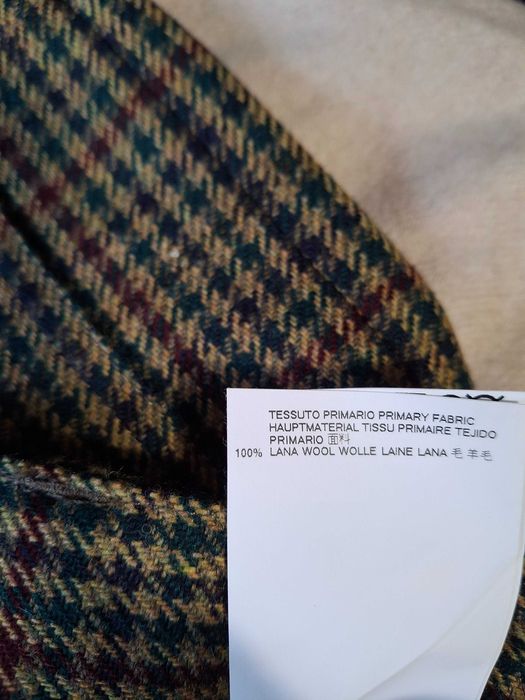 TESSUTO PRIMARIO PRIMARY FABRIC
HAUPTMATERIAL TISSU PRIMAIRE TEJIDO
PRIMARIO 面料
100% LANA WOOL WOLLE LAINE LANA 毛 羊毛